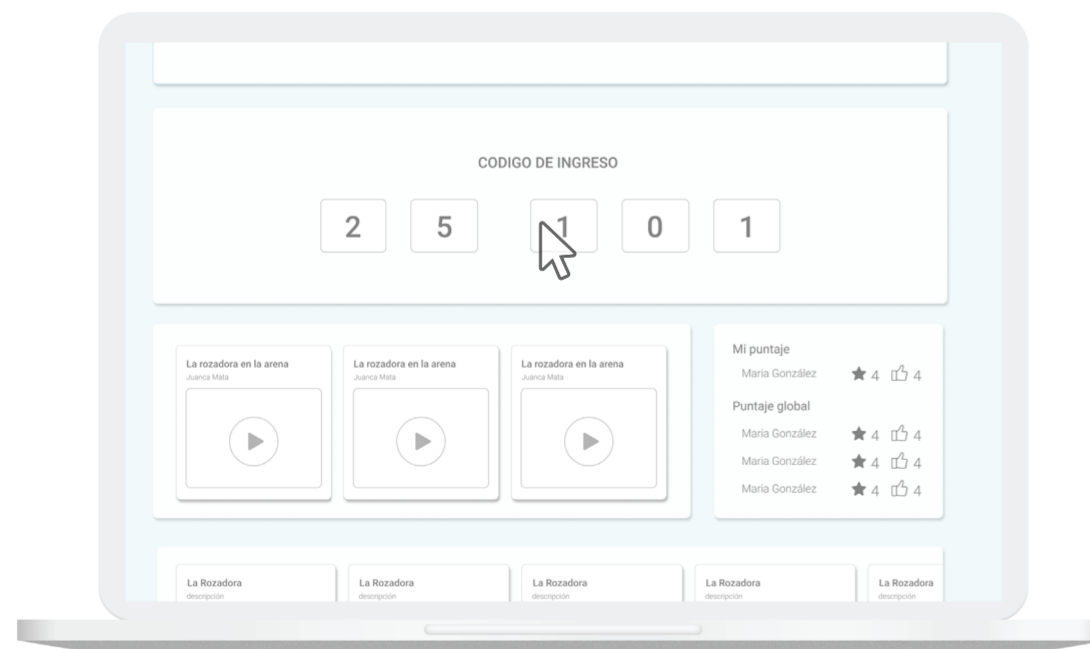 CODIGO DE INGRESO
2 5 1 0 1
La rozadora en la arena
Juanca Mata
La rozadora en la arena
Juanca Mata
La rozadora en la arena
Juanca Mata
Mi puntaje
Maria González 4 4
Puntaje global
Maria González 4 4
Maria González 4 4
Maria González 4 4
La Rozadora
descripción
La Rozadora
descripción
La Rozadora
descripción
La Rozadora
descripción
La Rozadora
descripción